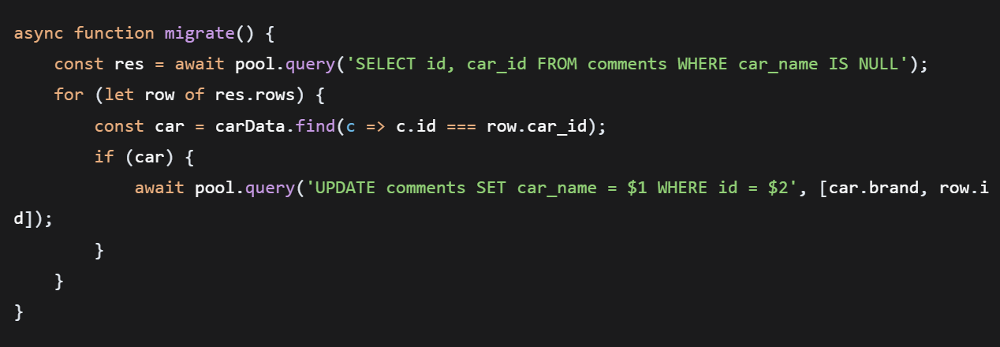 async function migrate() {
    const res = await pool.query('SELECT id, car_id FROM comments WHERE car_name IS NULL');
    for (let row of res.rows) {
        const car = carData.find(c => c.id === row.car_id);
        if (car) {
            await pool.query('UPDATE comments SET car_name = $1 WHERE id = $2', [car.brand, row.i
d]);
        }
    }
}